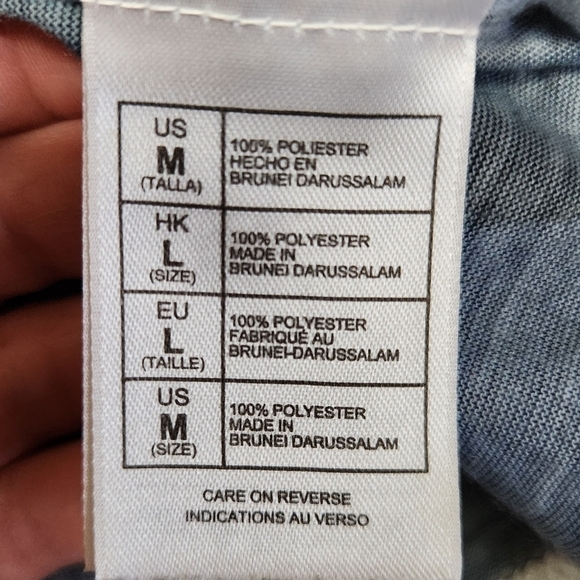 US
M
(TALLA)
100% POLIESTER
HECHO EN
BRUNEI DARUSSALAM
HK
L
(SIZE)
100% POLYESTER
MADE IN
BRUNEI DARUSSALAM
EU
L
(TAILLE)
100% POLYESTER
FABRIQUÉ AU
BRUNEI-DARUSSALAM
US
M
(SIZE)
100% POLYESTER
MADE IN
BRUNEI DARUSSALAM
CARE ON REVERSE
INDICATIONS AU VERSO